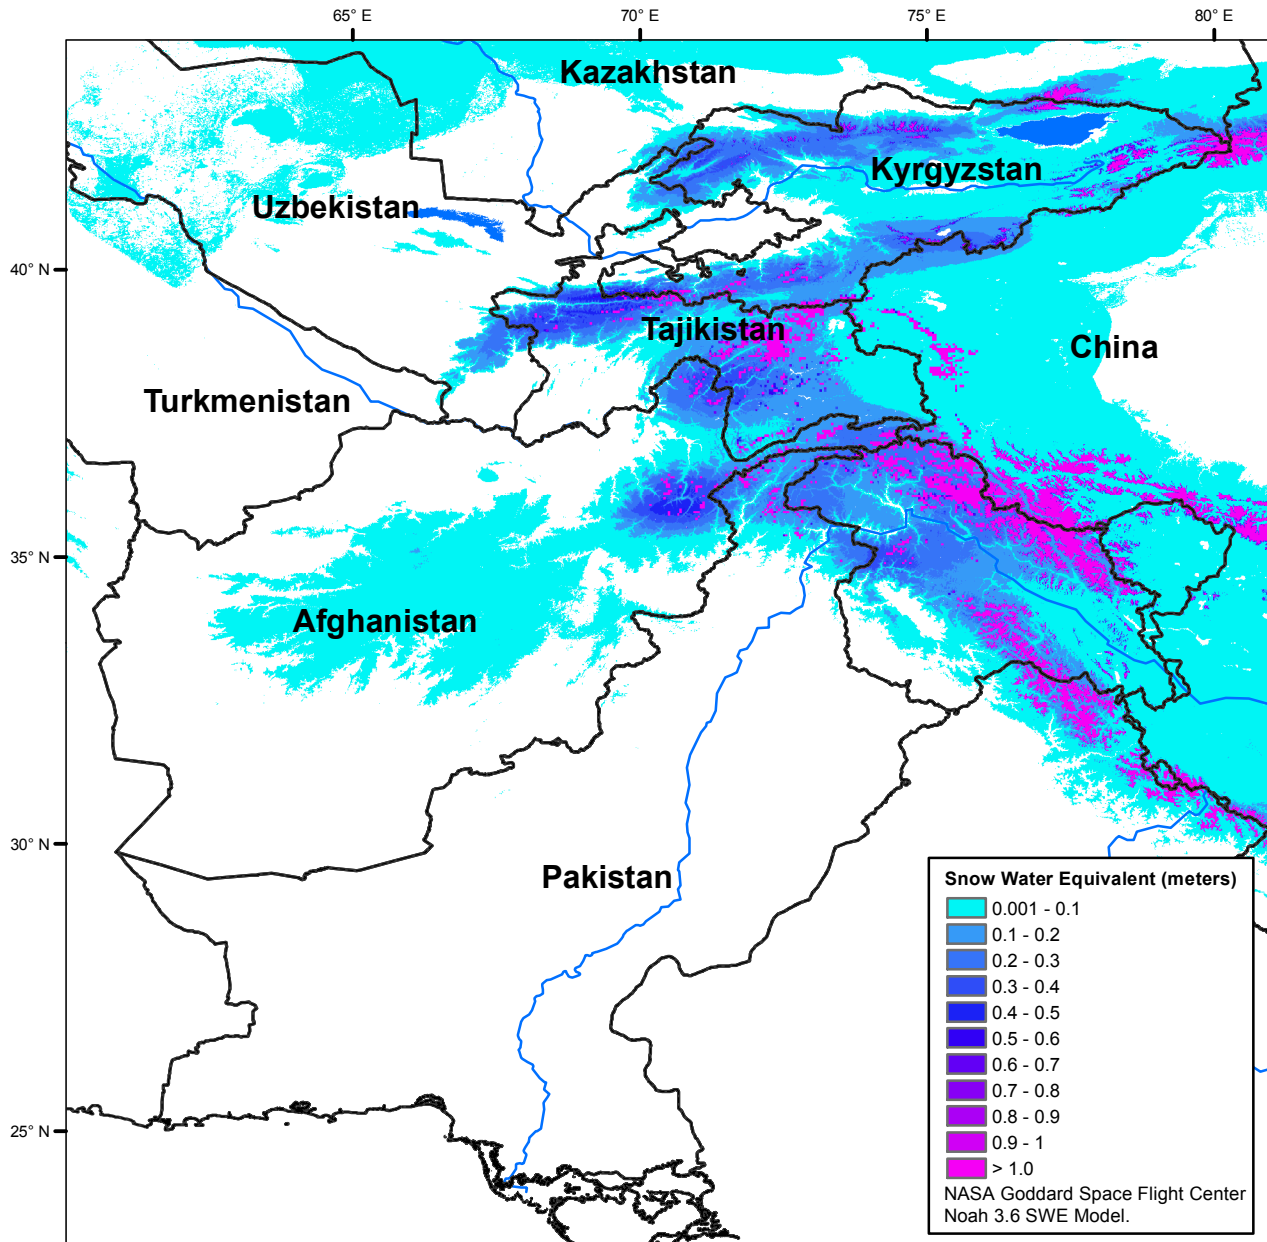 65° E
70° E
75° E
80° E
Kazakhstan
Kyrgyzstan
Uzbekistan
40° N
Tajikistan
China
Turkmenistan
35° N
Afghanistan
30° N
Pakistan
25° N
Snow Water Equivalent (meters)
0.001 - 0.1
0.1 - 0.2
0.2 - 0.3
0.3 - 0.4
0.4 - 0.5
0.5 - 0.6
0.6 - 0.7
0.7 - 0.8
0.8 - 0.9
0.9 - 1
> 1.0
NASA Goddard Space Flight Center
Noah 3.6 SWE Model.